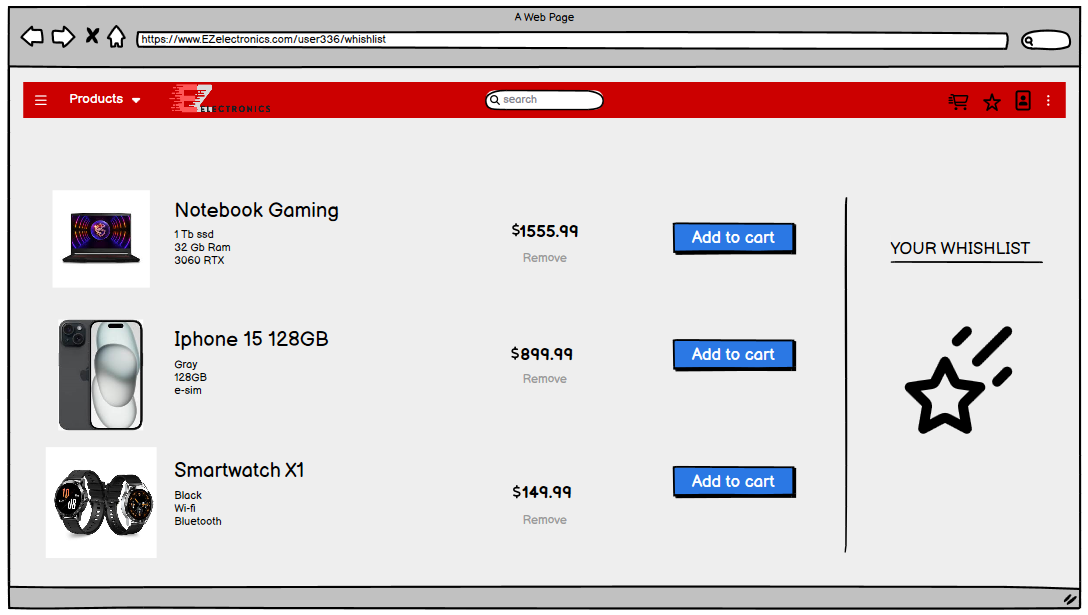 A Web Page
https://www.EZelectronics.com/user336/whishlist
Products
EZ ELECTRONICS
search
Notebook Gaming
1 Tb ssd
32 Gb Ram
3060 RTX
$1555.99
Remove
Add to cart
Iphone 15 128GB
Gray
128GB
e-sim
$899.99
Remove
Add to cart
Smartwatch X1
Black
Wi-fi
Bluetooth
$149.99
Remove
Add to cart
YOUR WHISHLIST